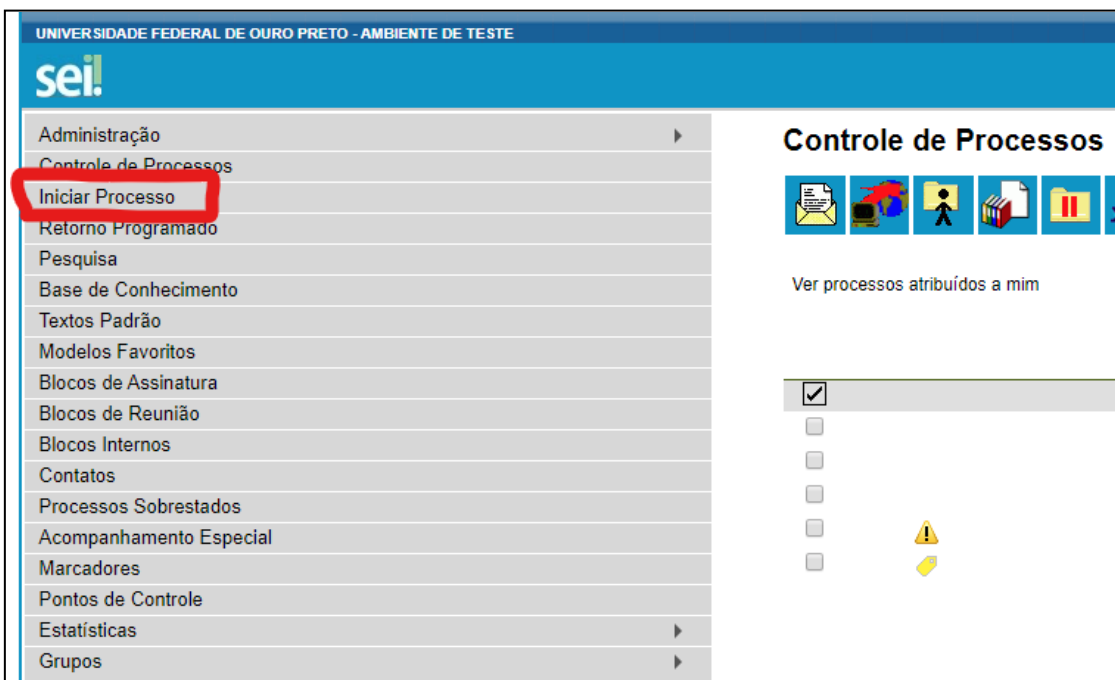 UNIVERSIDADE FEDERAL DE OURO PRETO - AMBIENTE DE TESTE
sei!
Administração
Controle de Processos
Iniciar Processo
Retorno Programado
Pesquisa
Base de Conhecimento
Textos Padrão
Modelos Favoritos
Blocos de Assinatura
Blocos de Reunião
Blocos Internos
Contatos
Processos Sobrestados
Acompanhamento Especial
Marcadores
Pontos de Controle
Estatísticas
Grupos
Controle de Processos
Ver processos atribuídos a mim